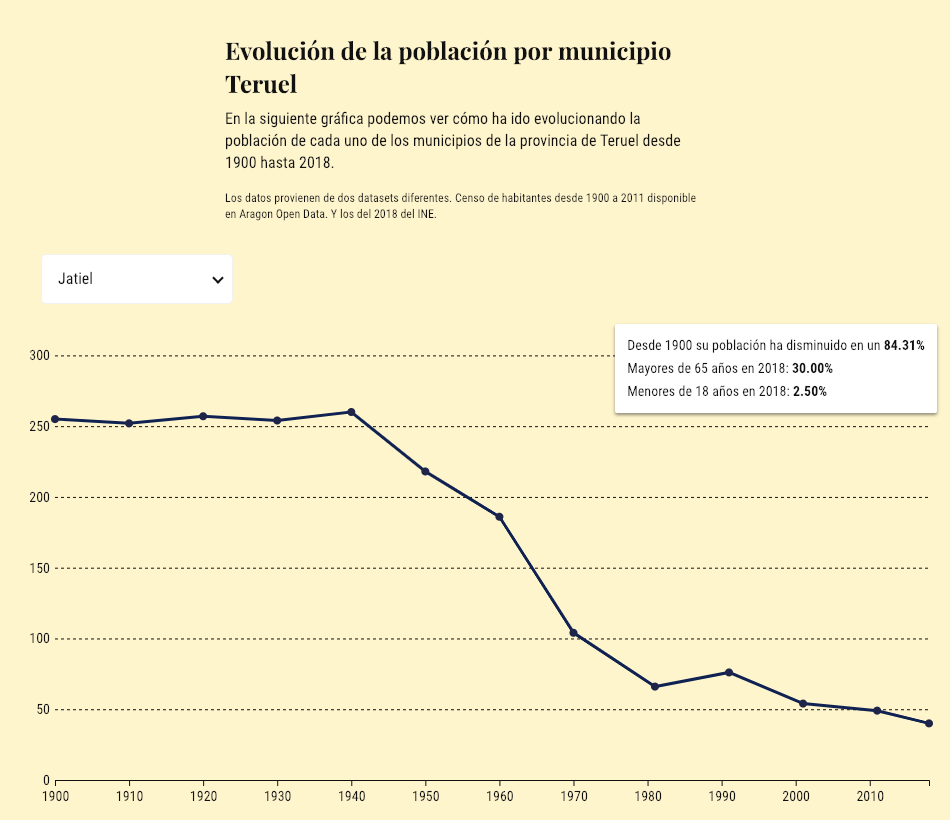 Evolución de la población por municipio
Teruel
En la siguiente gráfica podemos ver cómo ha ido evolucionando la
población de cada uno de los municipios de la provincia de Teruel desde
1900 hasta 2018.
Los datos provienen de dos datasets diferentes. Censo de habitantes desde 1900 a 2011 disponible
en Aragon Open Data. Y los del 2018 del INE.
Jatiel
Desde 1900 su población ha disminuido en un 84.31%
Mayores de 65 años en 2018: 30.00%
Menores de 18 años en 2018: 2.50%
300
250
200
150
100
50
0
1900 1910 1920 1930 1940 1950 1960 1970 1980 1990 2000 2010